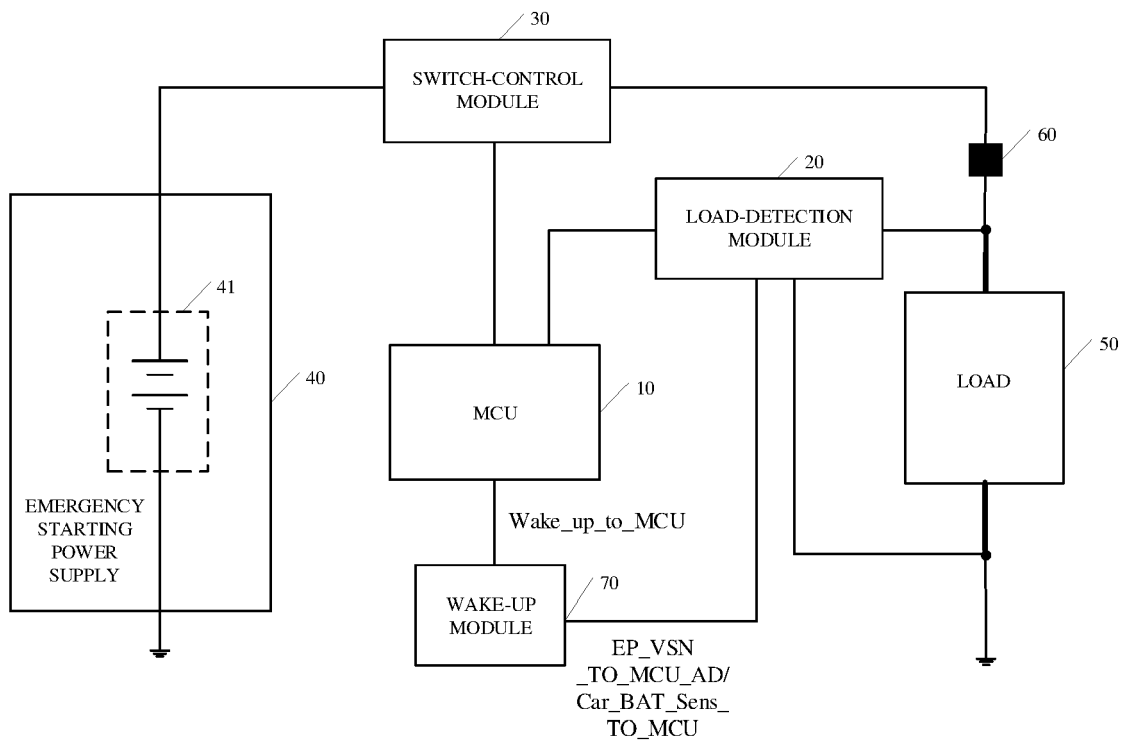 30
SWITCH-CONTROL
MODULE
60
20
LOAD-DETECTION
MODULE
41
50
40
LOAD
10
MCU
EMERGENCY
STARTING
POWER
SUPPLY
Wake_up_to_MCU
70
WAKE-UP
MODULE
EP_VSN
_TO_MCU_AD/
Car_BAT_Sens_
TO_MCU